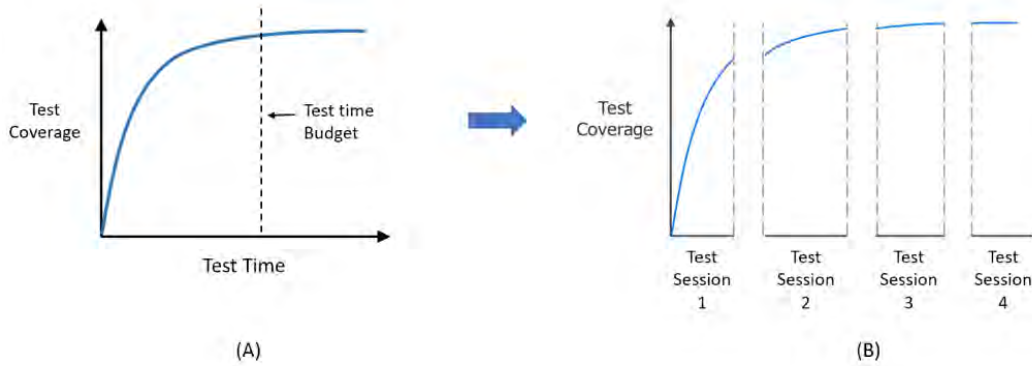 Test
Coverage
Test time
Budget
Test Time
(A)
Test
Coverage
Test
Session
1
Test
Session
2
Test
Session
3
Test
Session
4
(B)